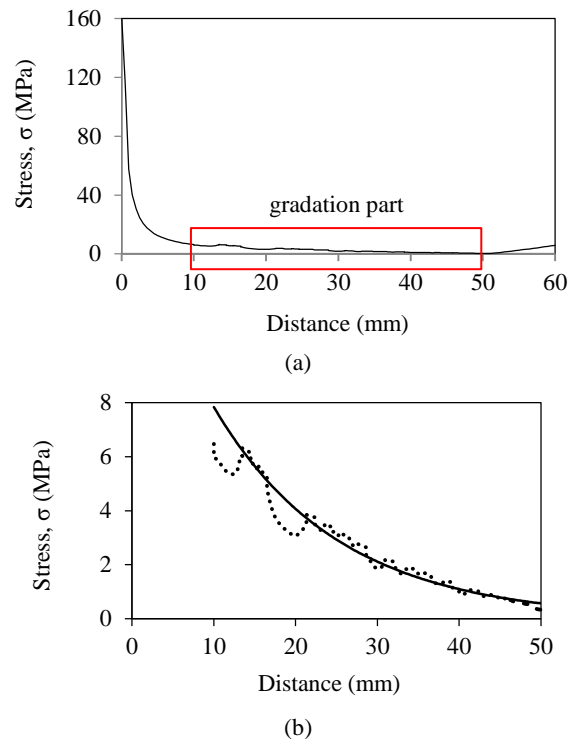 160
120
80
40
0
Stress, σ (MPa)
gradation part
0 10 20 30 40 50 60
Distance (mm)
(a)
8
6
4
2
0
Stress, σ (MPa)
0 10 20 30 40 50
Distance (mm)
(b)